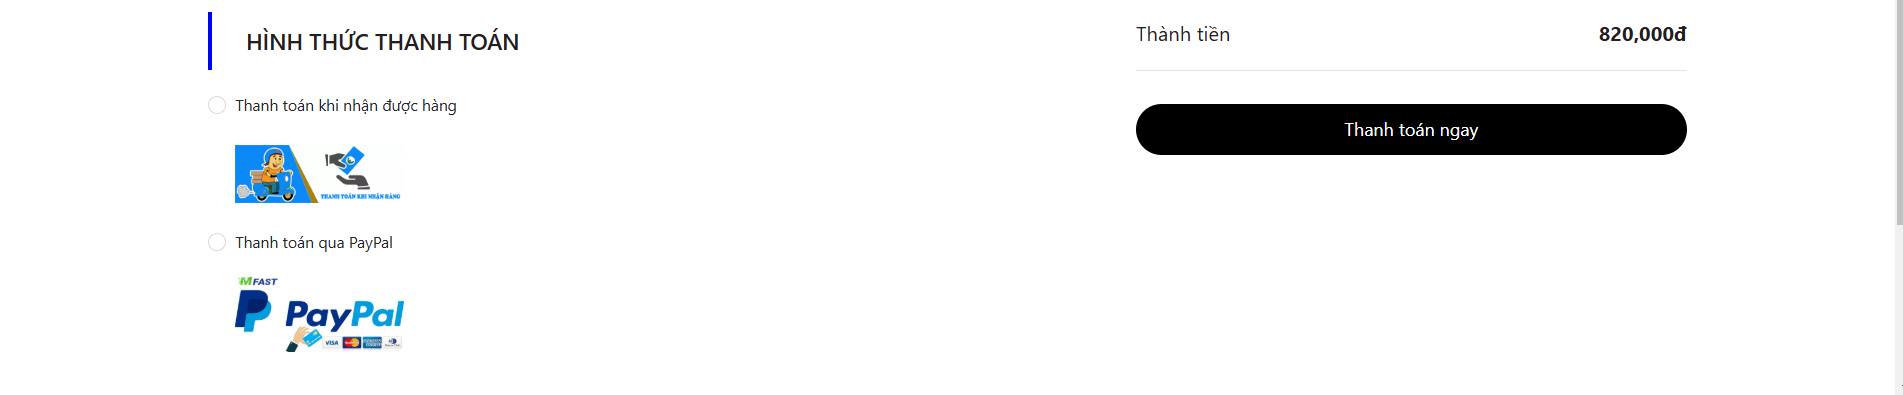 HÌNH THỨC THANH TOÁN
Thanh toán khi nhận được hàng
THANH TOÁN KHI NHẬN HÀNG
Thanh toán qua PayPal
MFAST
PayPal
VISA
Thành tiền 820,000đ
Thanh toán ngay